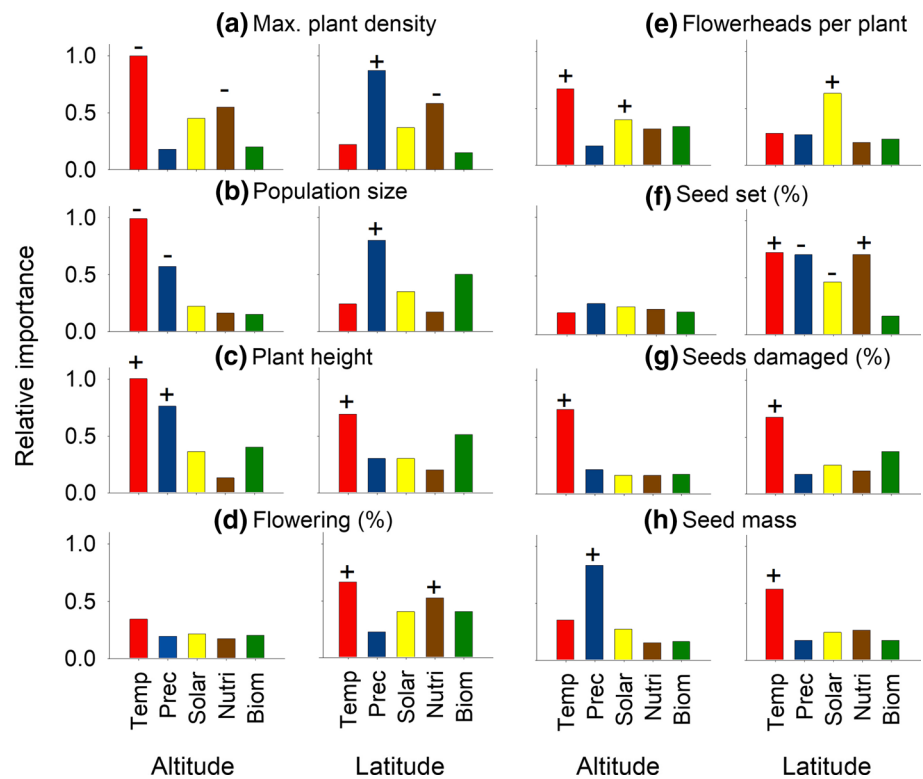 (a) Max. plant density
(e) Flowerheads per plant
1.0
0.5
0.0
- -
+ -
+ +
+
(b) Population size
(f) Seed set (%)
1.0
0.5
0.0
- -
+
+ - - +
(c) Plant height
(g) Seeds damaged (%)
1.0
0.5
0.0
+ +
+
+
+
(d) Flowering (%)
(h) Seed mass
1.0
0.5
0.0
+ +
+
+
Relative importance
Temp Prec Solar Nutri Biom
Temp Prec Solar Nutri Biom
Temp Prec Solar Nutri Biom
Temp Prec Solar Nutri Biom
Altitude Latitude Altitude Latitude